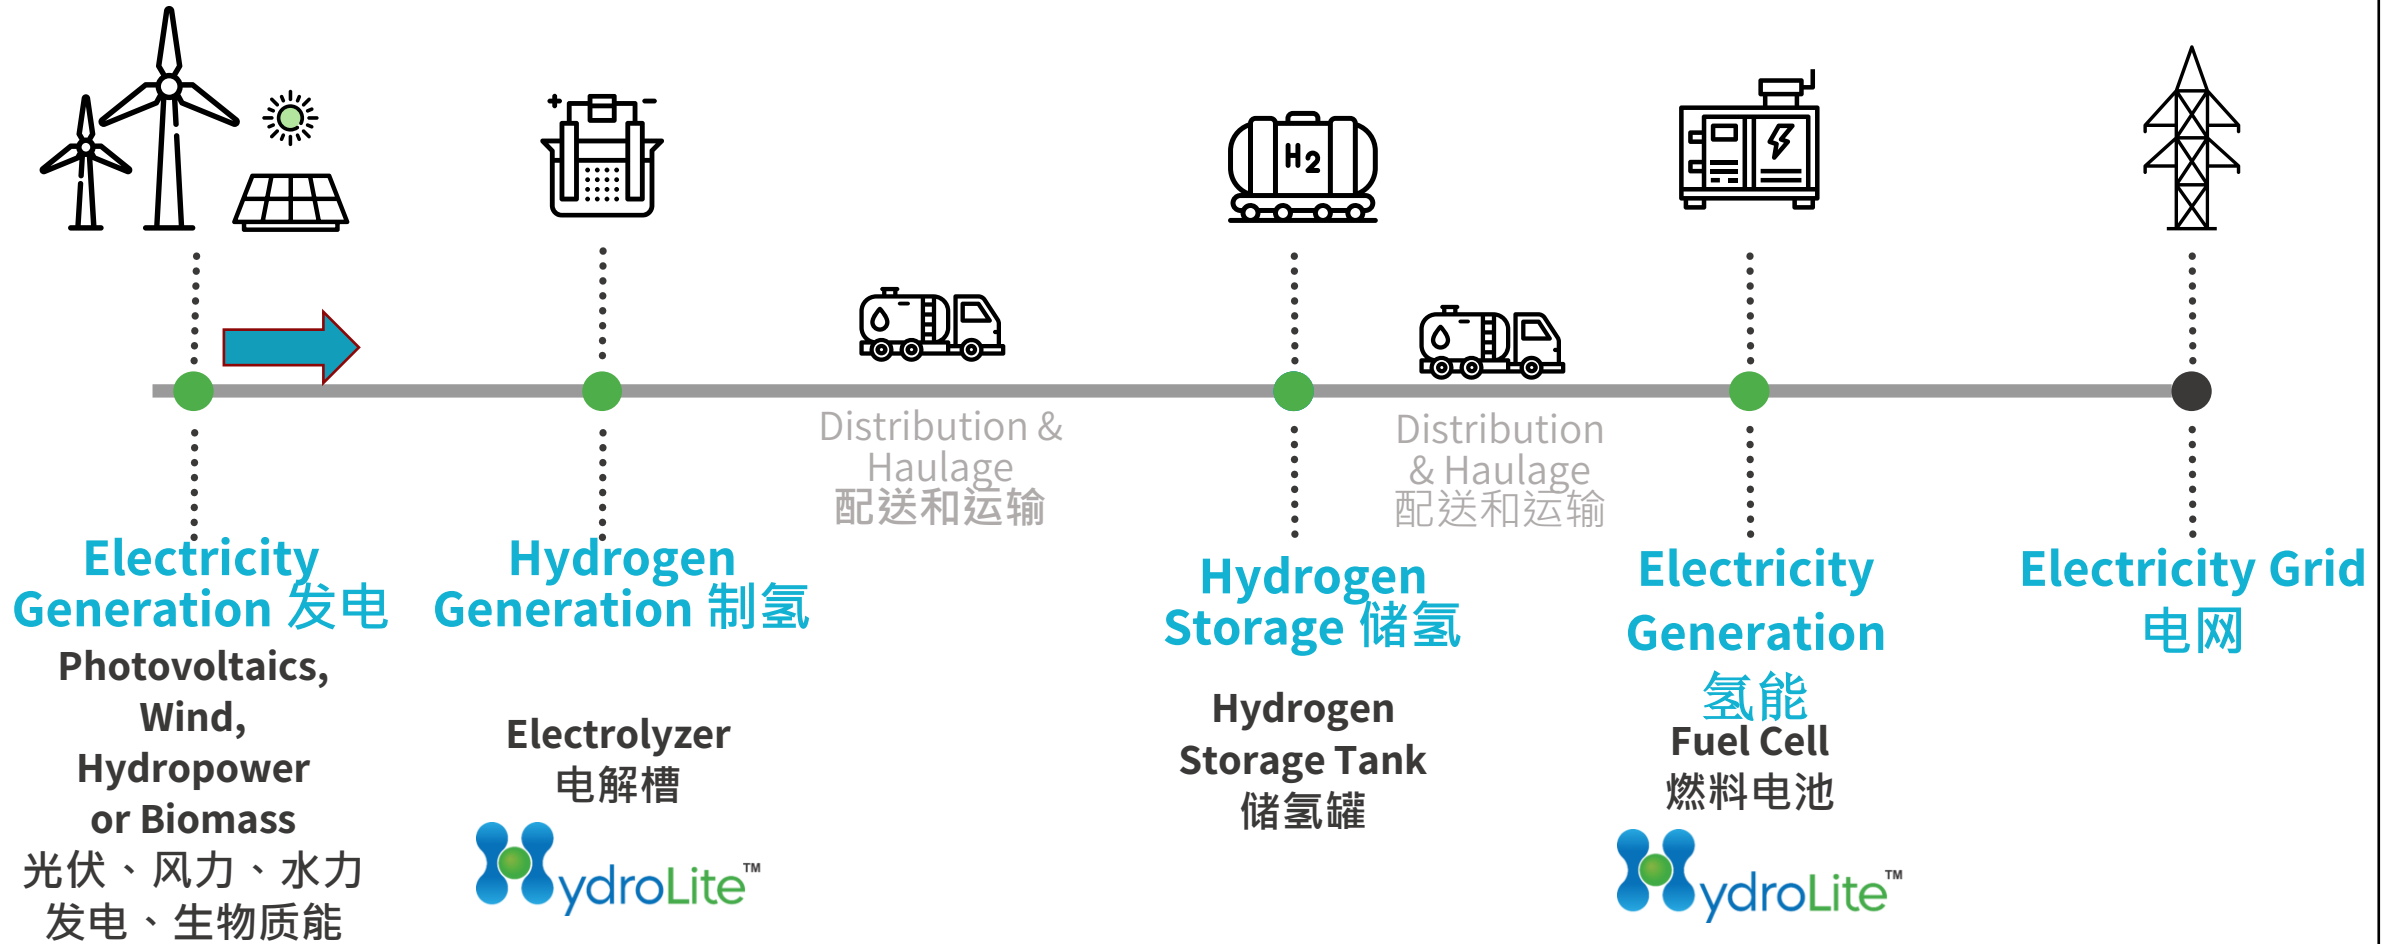 + −
H2
Distribution &
Haulage
配送和运输
Distribution
& Haulage
配送和运输
Electricity
Generation 发电
Photovoltaics,
Wind,
Hydropower
or Biomass
光伏、风力、水力
发电、生物质能
Hydrogen
Generation 制氢
Electrolyzer
电解槽
HydroLite™
Hydrogen
Storage 储氢
Hydrogen
Storage Tank
储氢罐
Electricity
Generation
氢能
Fuel Cell
燃料电池
HydroLite™
Electricity Grid
电网